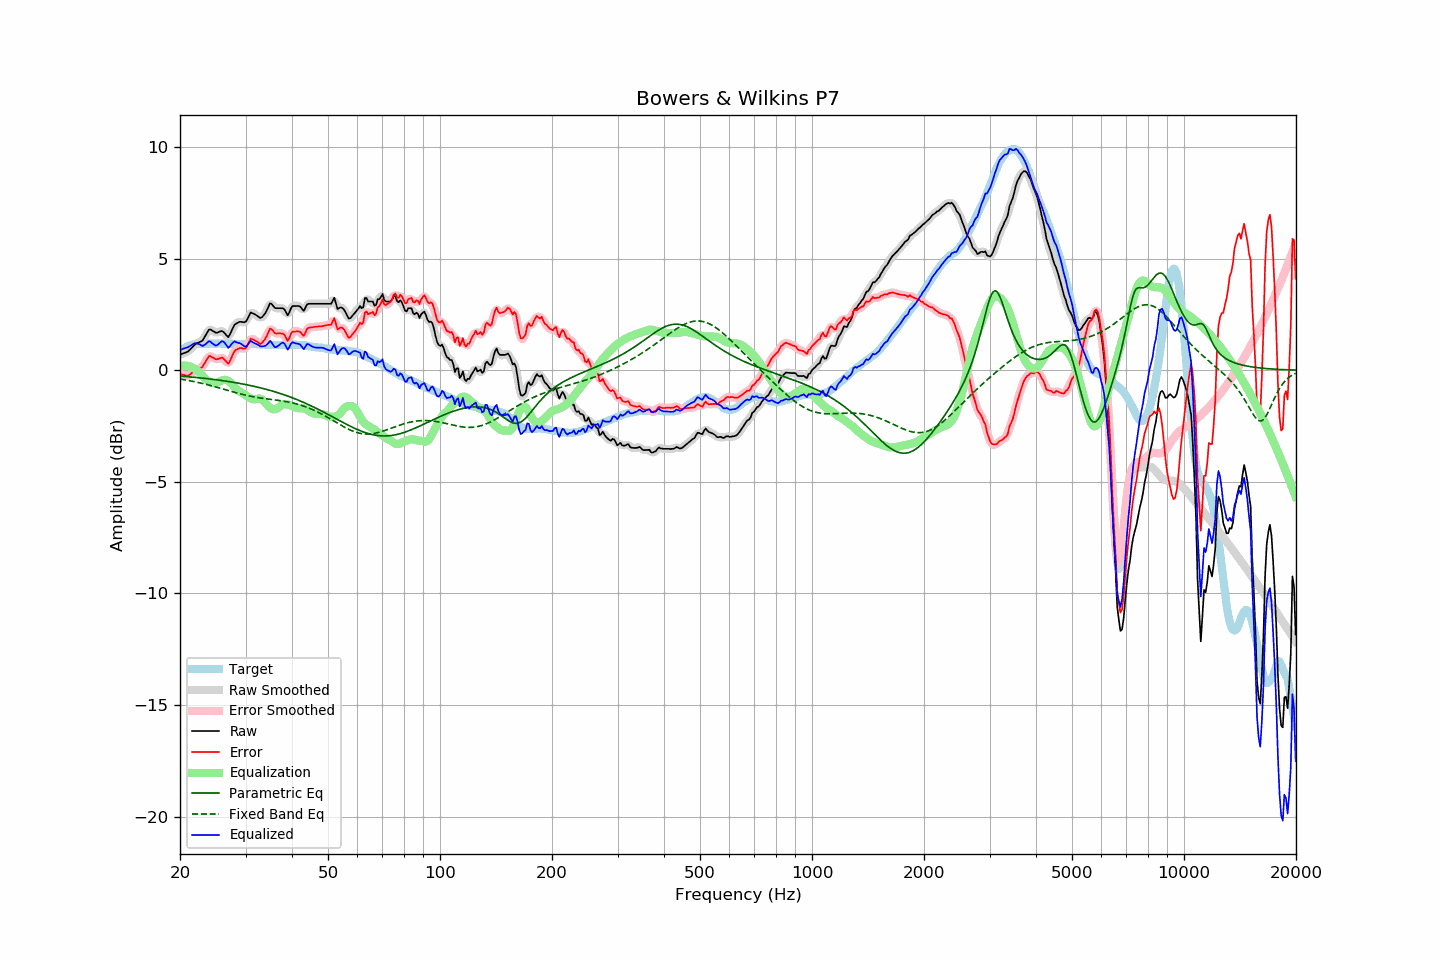 Bowers & Wilkins P7
Amplitude (dBr)
10
5
0
−5
−10
−15
−20
Target
Raw Smoothed
Error Smoothed
Raw
Error
Equalization
Parametric Eq
Fixed Band Eq
Equalized
20 50 100 200 500 1000 2000 5000 10000 20000
Frequency (Hz)